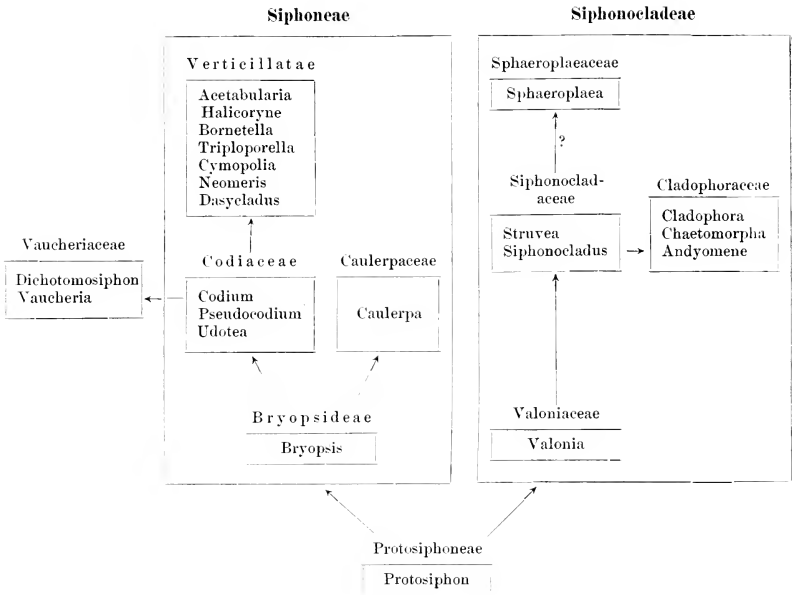 Siphoneae
Siphonocladeae
Verticillatae
Acetabularia
Halicoryne
Bornetella
Triploporella
Cymopolia
Neomeris
Dasycladus
Sphaeroplaeaceae
Sphaeroplaea
?
Siphonoclad-
aceae
Struvea
Siphonocladus
Cladophoraceae
Cladophora
Chaetomorpha
Andyomene
Vaucheriaceae
Dichotomosiphon
Vaucheria
Codiaceae
Codium
Pseudocodium
Udotea
Caulerpaceae
Caulerpa
Bryopsideae
Bryopsis
Valoniaceae
Valonia
Protosiphoneae
Protosiphon